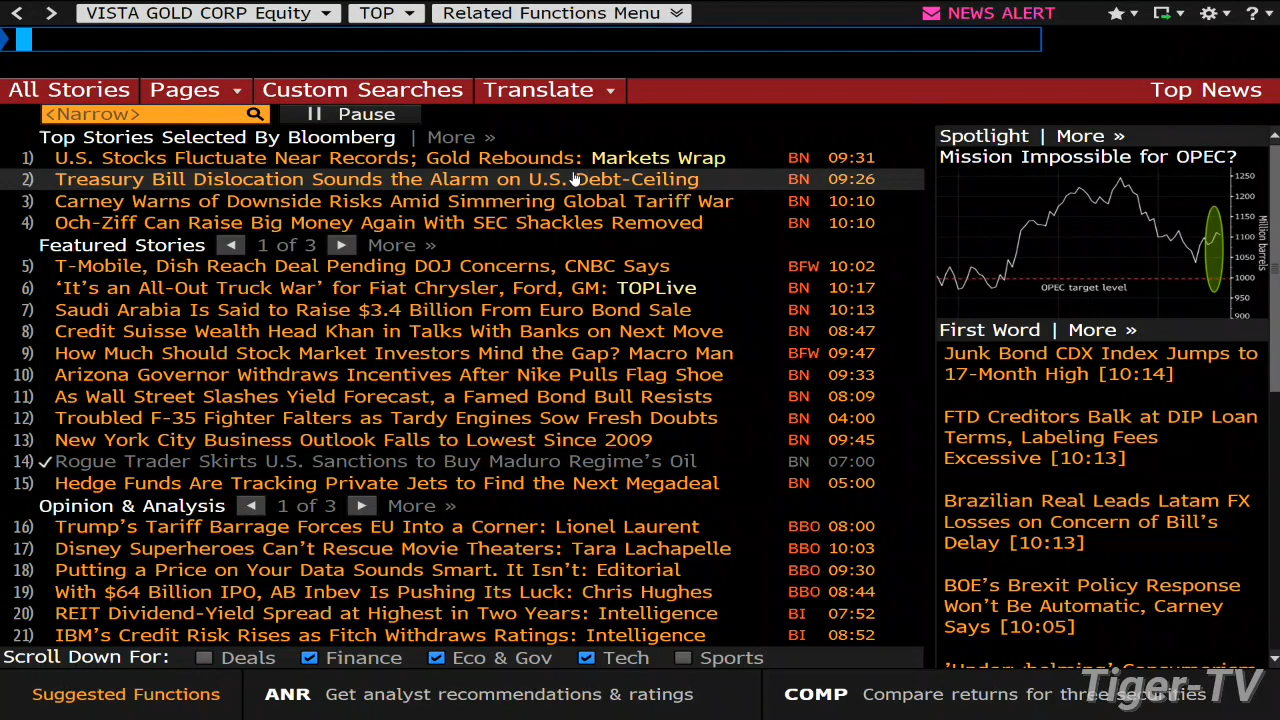 VISTA GOLD CORP Equity TOP Related Functions Menu NEWS ALERT ?
All Stories Pages Custom Searches Translate Top News
<Narrow> Pause
Top Stories Selected By Bloomberg | More »
1) U.S. Stocks Fluctuate Near Records; Gold Rebounds: Markets Wrap BN 09:31
2) Treasury Bill Dislocation Sounds the Alarm on U.S. Debt-Ceiling BN 09:26
3) Carney Warns of Downside Risks Amid Simmering Global Tariff War BN 10:10
4) Och-Ziff Can Raise Big Money Again With SEC Shackles Removed BN 10:10
Featured Stories 1 of 3 More »
5) T-Mobile, Dish Reach Deal Pending DOJ Concerns, CNBC Says BFW 10:02
6) ‘It’s an All-Out Truck War’ for Fiat Chrysler, Ford, GM: TOPLive BN 10:17
7) Saudi Arabia Is Said to Raise $3.4 Billion From Euro Bond Sale BN 10:13
8) Credit Suisse Wealth Head Khan in Talks With Banks on Next Move BN 08:47
9) How Much Should Stock Market Investors Mind the Gap? Macro Man BFW 09:47
10) Arizona Governor Withdraws Incentives After Nike Pulls Flag Shoe BN 09:33
11) As Wall Street Slashes Yield Forecast, a Famed Bond Bull Resists BN 08:09
12) Troubled F-35 Fighter Falters as Tardy Engines Sow Fresh Doubts BN 04:00
13) New York City Business Outlook Falls to Lowest Since 2009 BN 09:45
14) Rogue Trader Skirts U.S. Sanctions to Buy Maduro Regime’s Oil BN 07:00
15) Hedge Funds Are Tracking Private Jets to Find the Next Megadeal BN 05:00
Opinion & Analysis 1 of 3 More »
16) Trump’s Tariff Barrage Forces EU Into a Corner: Lionel Laurent BBO 08:00
17) Disney Superheroes Can’t Rescue Movie Theaters: Tara Lachapelle BBO 10:03
18) Putting a Price on Your Data Sounds Smart. It Isn’t: Editorial BBO 09:30
19) With $64 Billion IPO, AB Inbev Is Pushing Its Luck: Chris Hughes BBO 08:44
20) REIT Dividend-Yield Spread at Highest in Two Years: Intelligence BI 07:52
21) IBM’s Credit Risk Rises as Fitch Withdraws Ratings: Intelligence BI 08:52
Scroll Down For: Deals Finance Eco & Gov Tech Sports
Spotlight | More »
Mission Impossible for OPEC?
1250
1200
1150
1100
1050
1000
950
900
Million barrels
OPEC target level
First Word | More »
Junk Bond CDX Index Jumps to
17-Month High [10:14]
FTD Creditors Balk at DIP Loan
Terms, Labeling Fees
Excessive [10:13]
Brazilian Real Leads Latam FX
Losses on Concern of Bill’s
Delay [10:13]
BOE’s Brexit Policy Response
Won’t Be Automatic, Carney
Says [10:05]
Suggested Functions ANR Get analyst recommendations & ratings COMP Compare returns for three securities
Tiger-TV